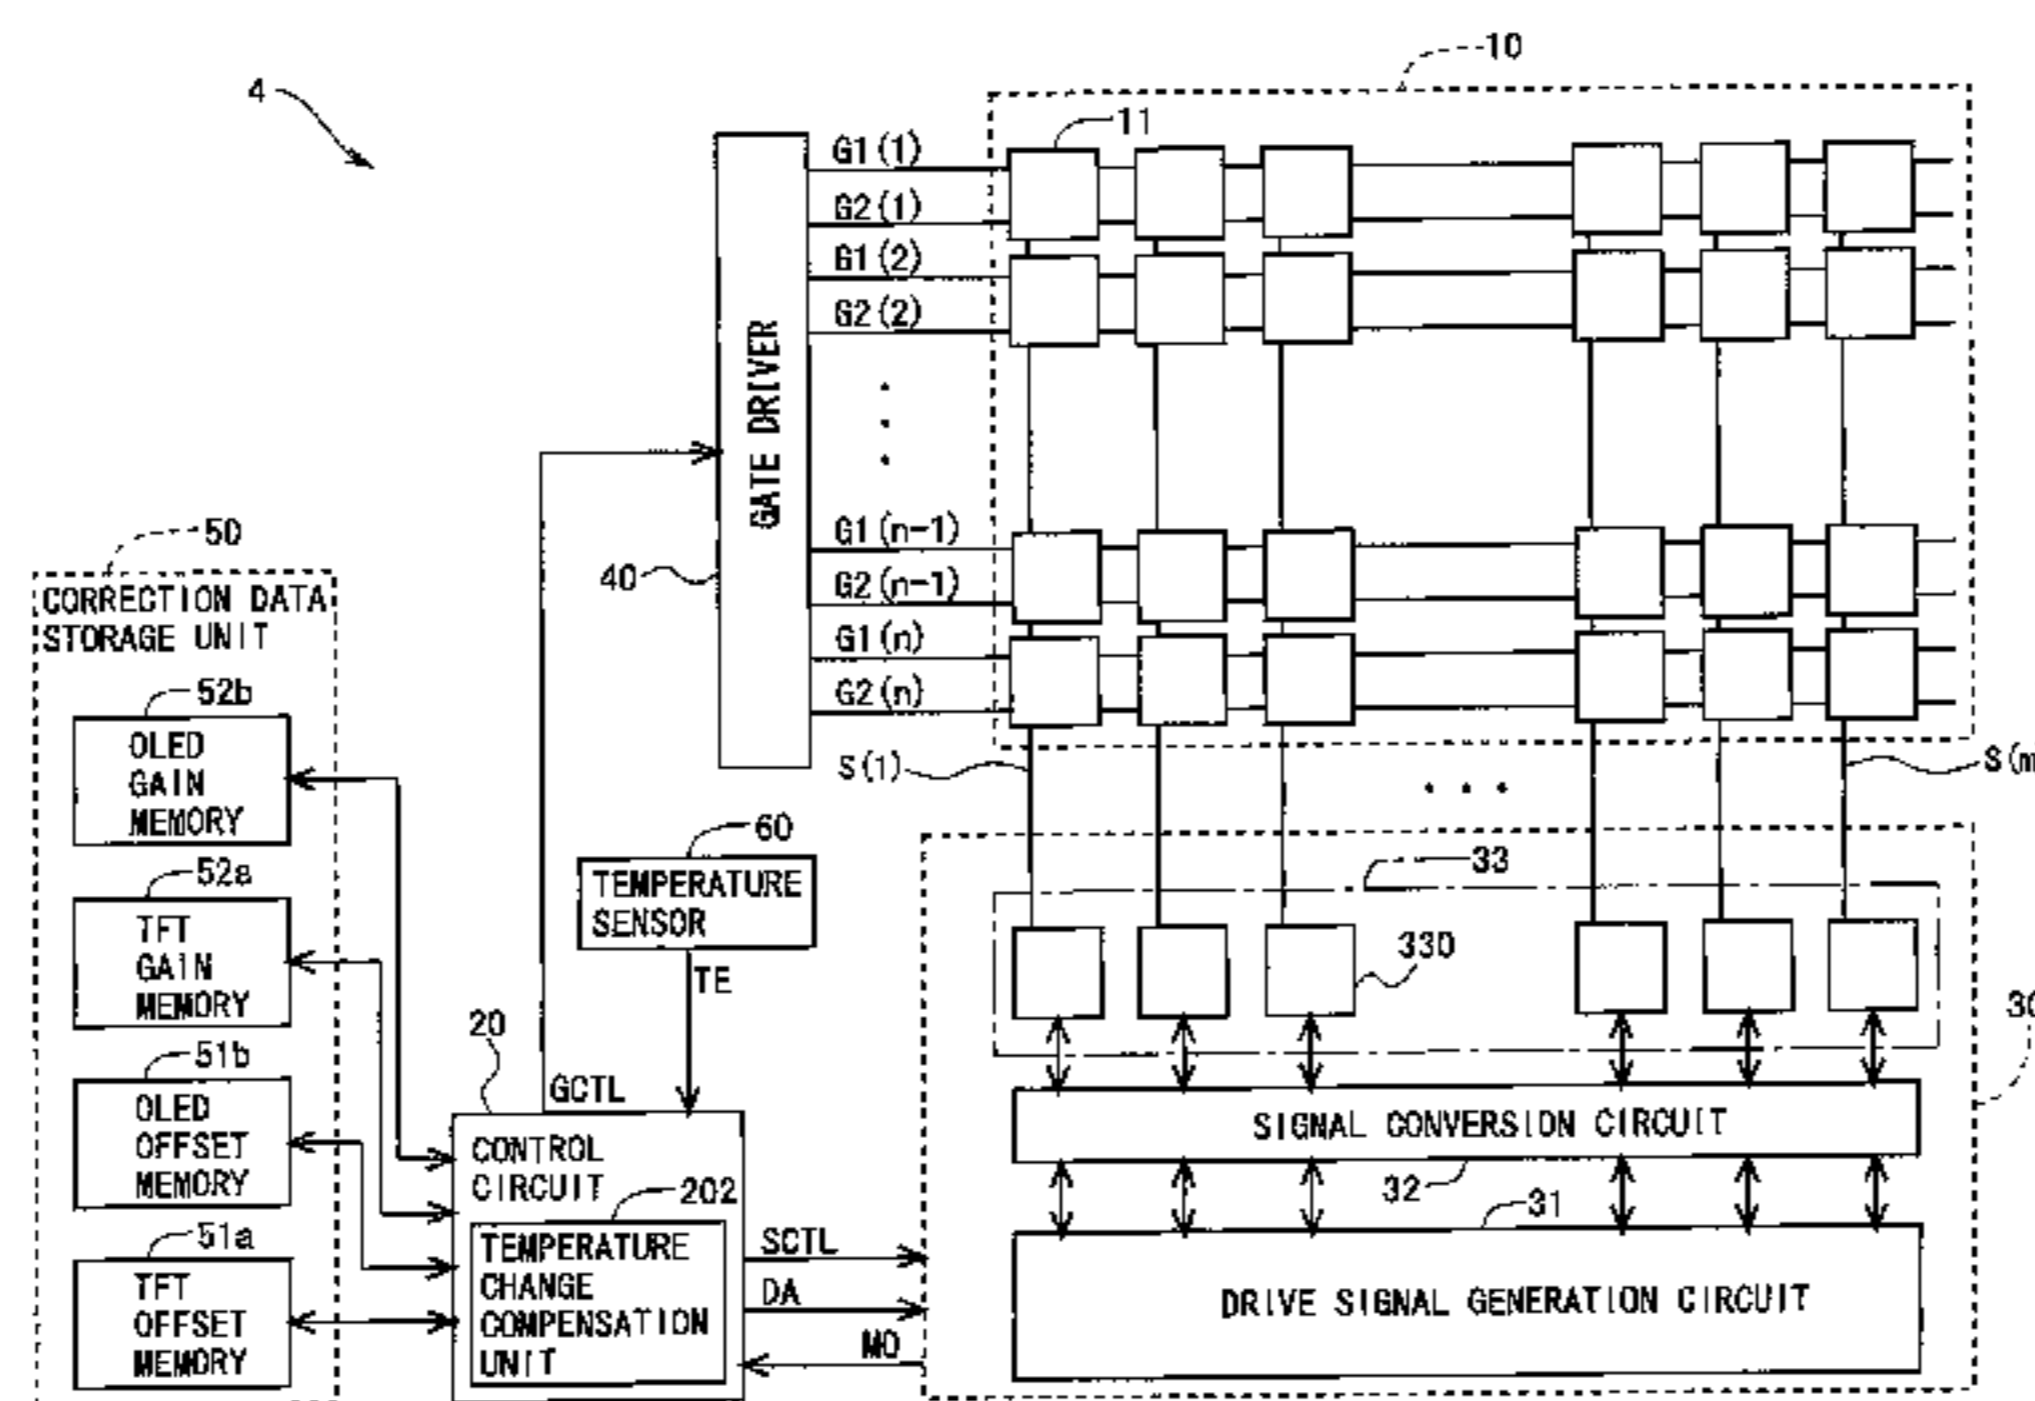 4
10
11
G1(1)
G2(1)
G1(2)
G2(2)
GATE DRIVER
40
G1(n-1)
G2(n-1)
G1(n)
G2(n)
S(1)
S(m
50
CORRECTION DATA
STORAGE UNIT
52b
OLED
GAIN
MEMORY
52a
TFT
GAIN
MEMORY
51b
OLED
OFFSET
MEMORY
51a
TFT
OFFSET
MEMORY
60
TEMPERATURE
SENSOR
TE
20
GCTL
CONTROL
CIRCUIT
202
TEMPERATURE
CHANGE
COMPENSATION
UNIT
SCTL
DA
MO
33
330
30
SIGNAL CONVERSION CIRCUIT
32
31
DRIVE SIGNAL GENERATION CIRCUIT